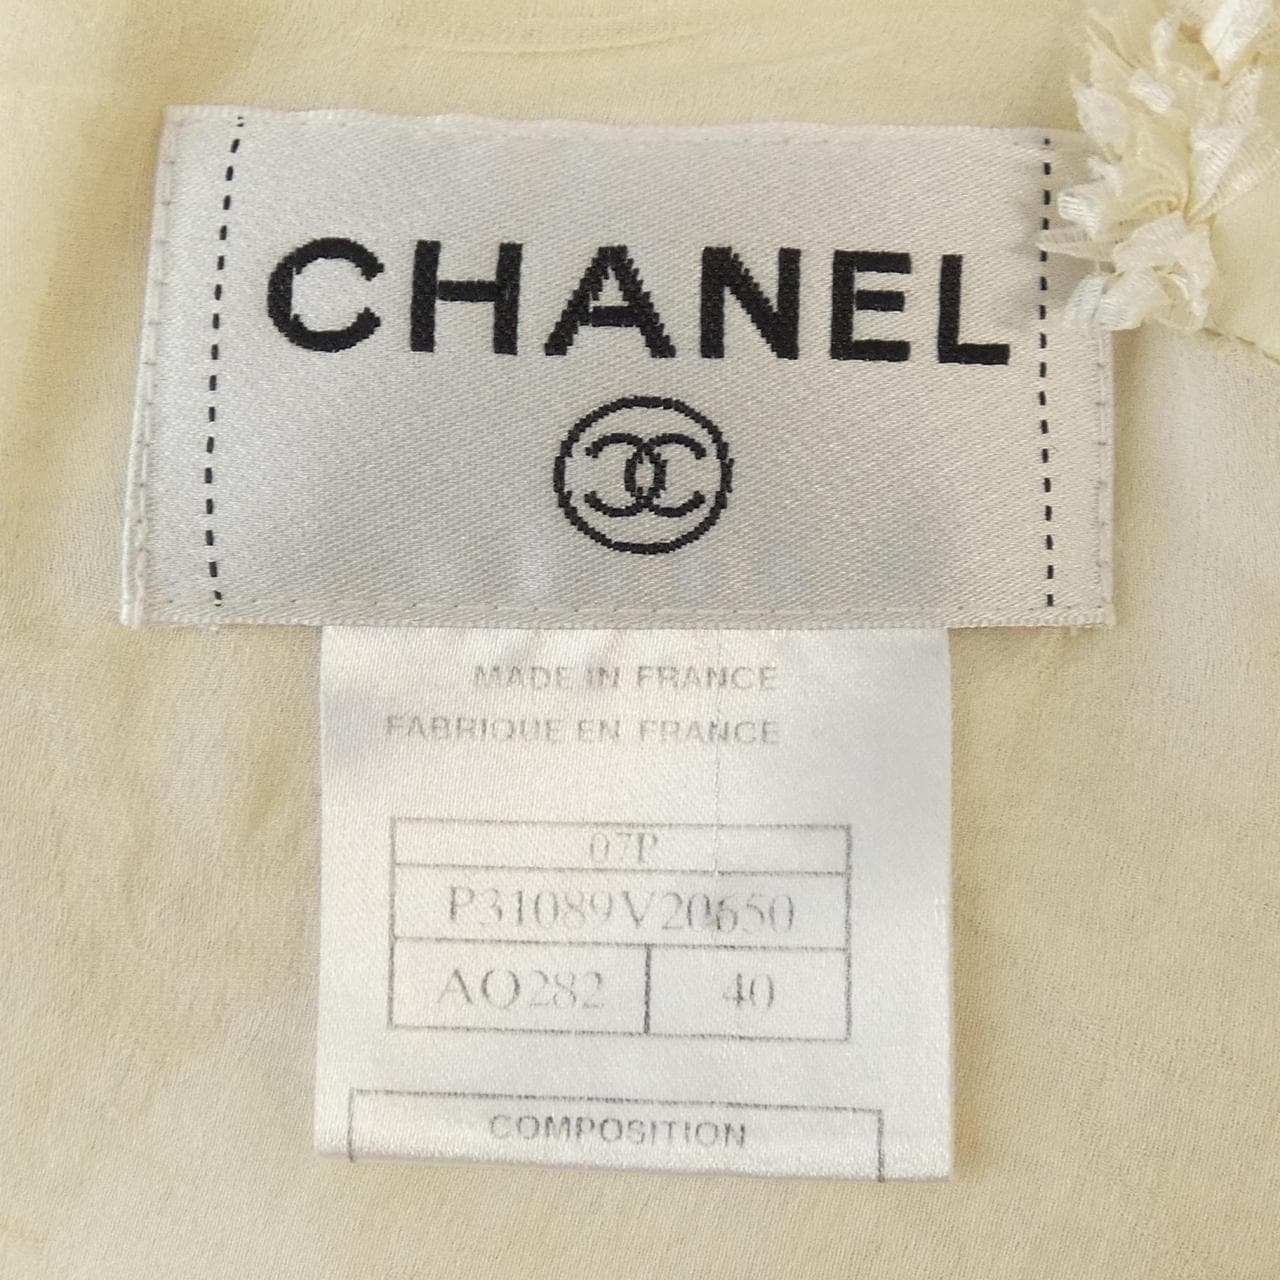 CHANEL
MADE IN FRANCE
FABRIQUE EN FRANCE
07P
P31089V20650
AO282 40
COMPOSITION